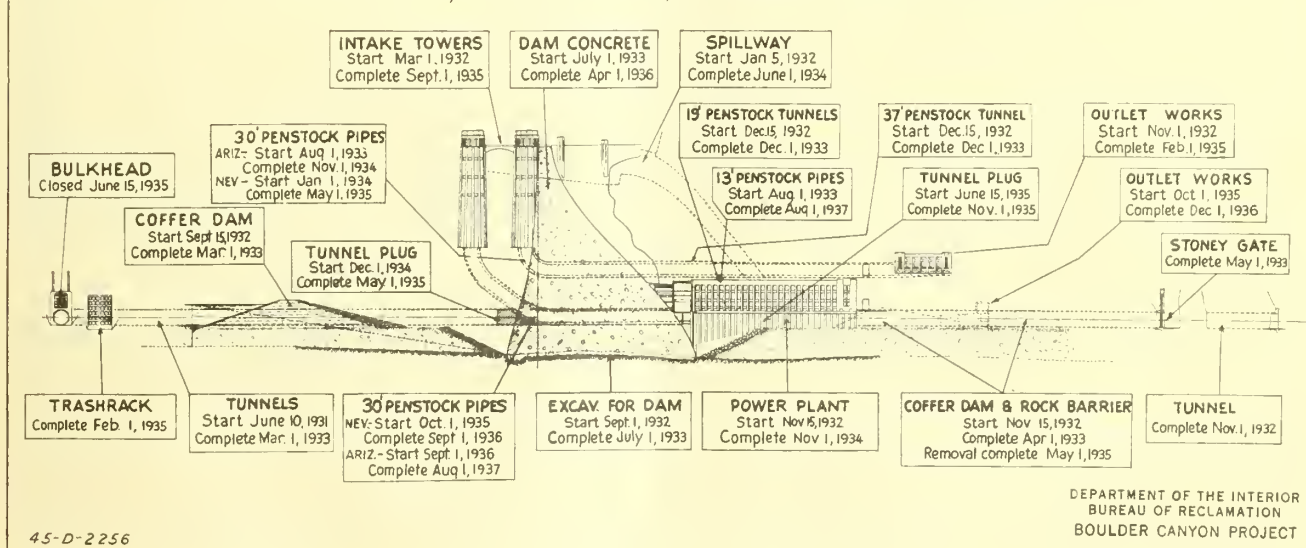 INTAKE TOWERS
Start Mar 1, 1932
Complete Sept. 1, 1935
DAM CONCRETE
Start July 1, 1933
Complete Apr 1, 1936
SPILLWAY
Start Jan 5, 1932
Complete June 1, 1934
30' PENSTOCK PIPES
ARIZ.- Start Aug 1, 1933
Complete Nov. 1, 1934
NEV.- Start Jan 1, 1934
Complete May 1, 1935
19' PENSTOCK TUNNELS
Start Dec. 15, 1932
Complete Dec. 1, 1933
37' PENSTOCK TUNNEL
Start Dec. 15, 1932
Complete Dec 1, 1933
OUTLET WORKS
Start Nov. 1, 1932
Complete Feb. 1, 1935
BULKHEAD
Closed June 15, 1935
13' PENSTOCK PIPES
Start Aug 1, 1933
Complete Aug 1, 1937
TUNNEL PLUG
Start June 15, 1935
Complete Nov. 1, 1935
OUTLET WORKS
Start Oct 1, 1935
Complete Dec 1, 1936
COFFER DAM
Start Sept 15, 1932
Complete Mar. 1, 1933
TUNNEL PLUG
Start Dec. 1, 1934
Complete May 1, 1935
STONEY GATE
Complete May 1, 1933
TRASHRACK
Complete Feb. 1, 1935
TUNNELS
Start June 10, 1931
Complete Mar. 1, 1933
30' PENSTOCK PIPES
NEV.- Start Oct. 1, 1935
Complete Sept 1, 1936
ARIZ.- Start Sept. 1, 1936
Complete Aug 1, 1937
EXCAV. FOR DAM
Start Sept. 1, 1932
Complete July 1, 1933
POWER PLANT
Start Nov 15, 1932
Complete Nov 1, 1934
COFFER DAM & ROCK BARRIER
Start Nov 15, 1932
Complete Apr 1, 1933
Removal complete May 1, 1935
TUNNEL
Complete Nov. 1, 1932
DEPARTMENT OF THE INTERIOR
BUREAU OF RECLAMATION
BOULDER CANYON PROJECT
45-D-2256